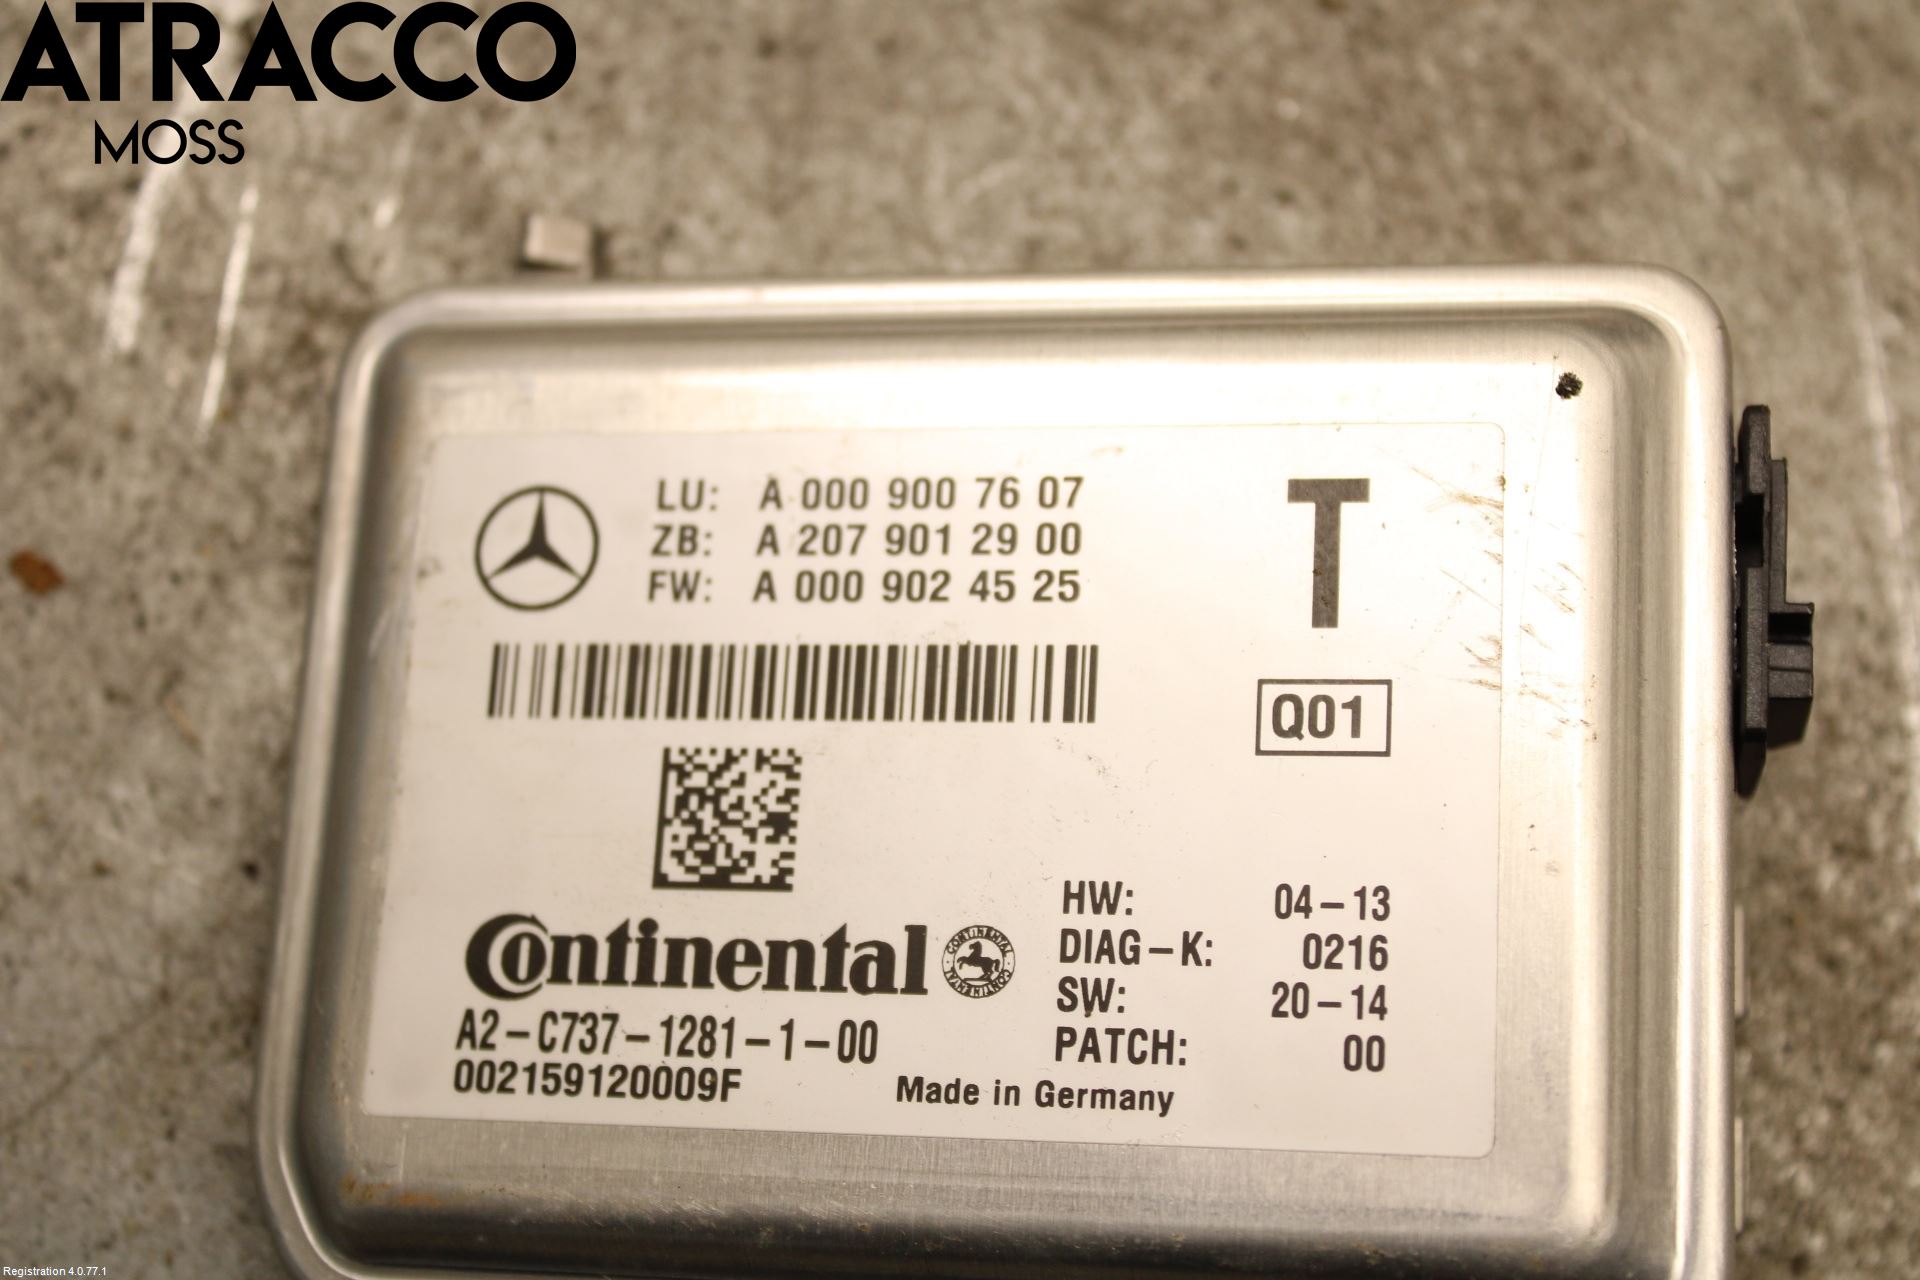 ATRACCO
MOSS
LU: A 000 900 76 07
ZB: A 207 901 29 00
FW: A 000 902 45 25
T
Q01
Continental
CONTINENTAL · CONTINENTAL ·
A2-C737-1281-1-00
002159120009F
HW: 04-13
DIAG-K: 0216
SW: 20-14
PATCH: 00
Made in Germany
Registration 4.0.77.1